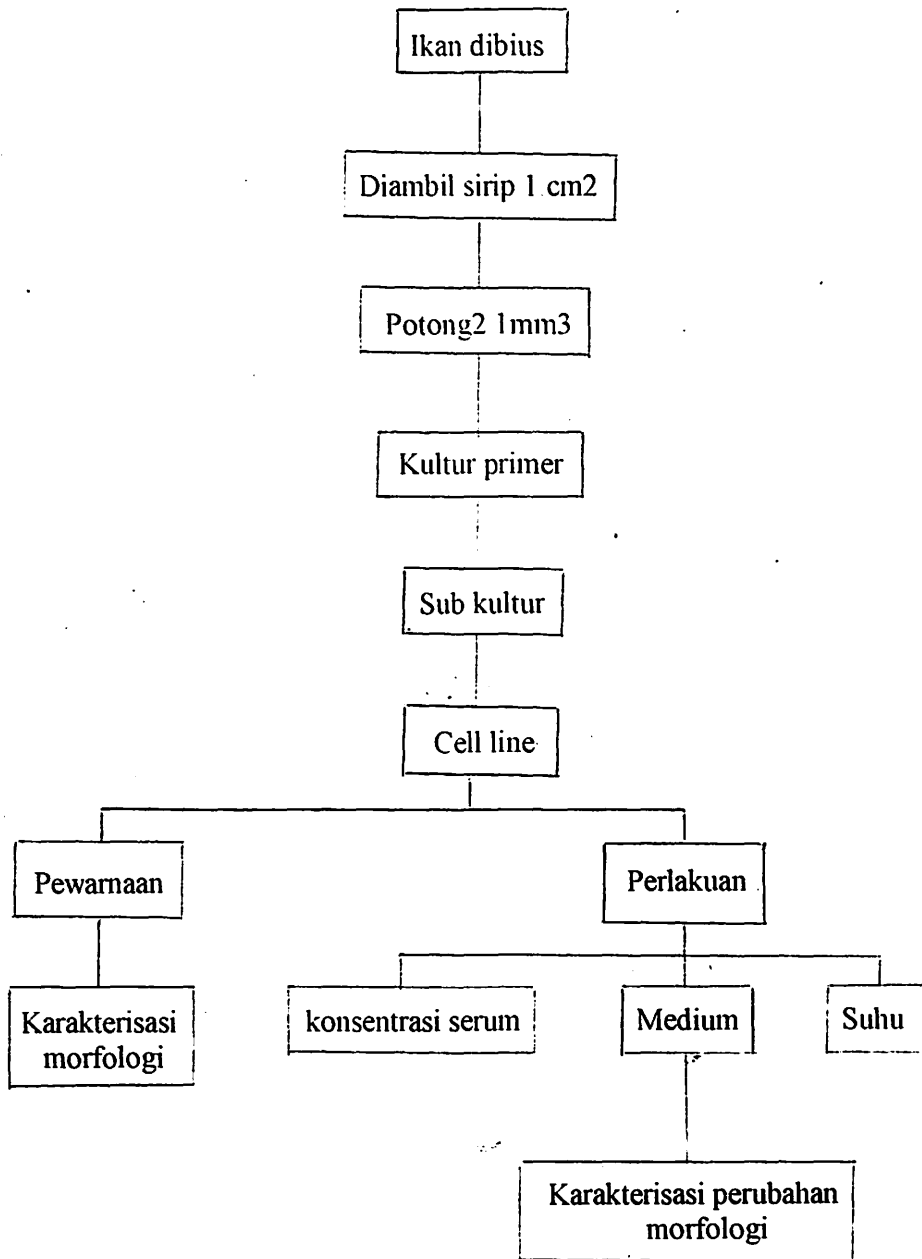 Ikan dibius
Diambil sirip 1 cm2
Potong2 1mm3
Kultur primer
Sub kultur
Cell line
Pewarnaan
Perlakuan
Karakterisasi
morfologi
konsentrasi serum
Medium
Suhu
Karakterisasi perubahan
morfologi